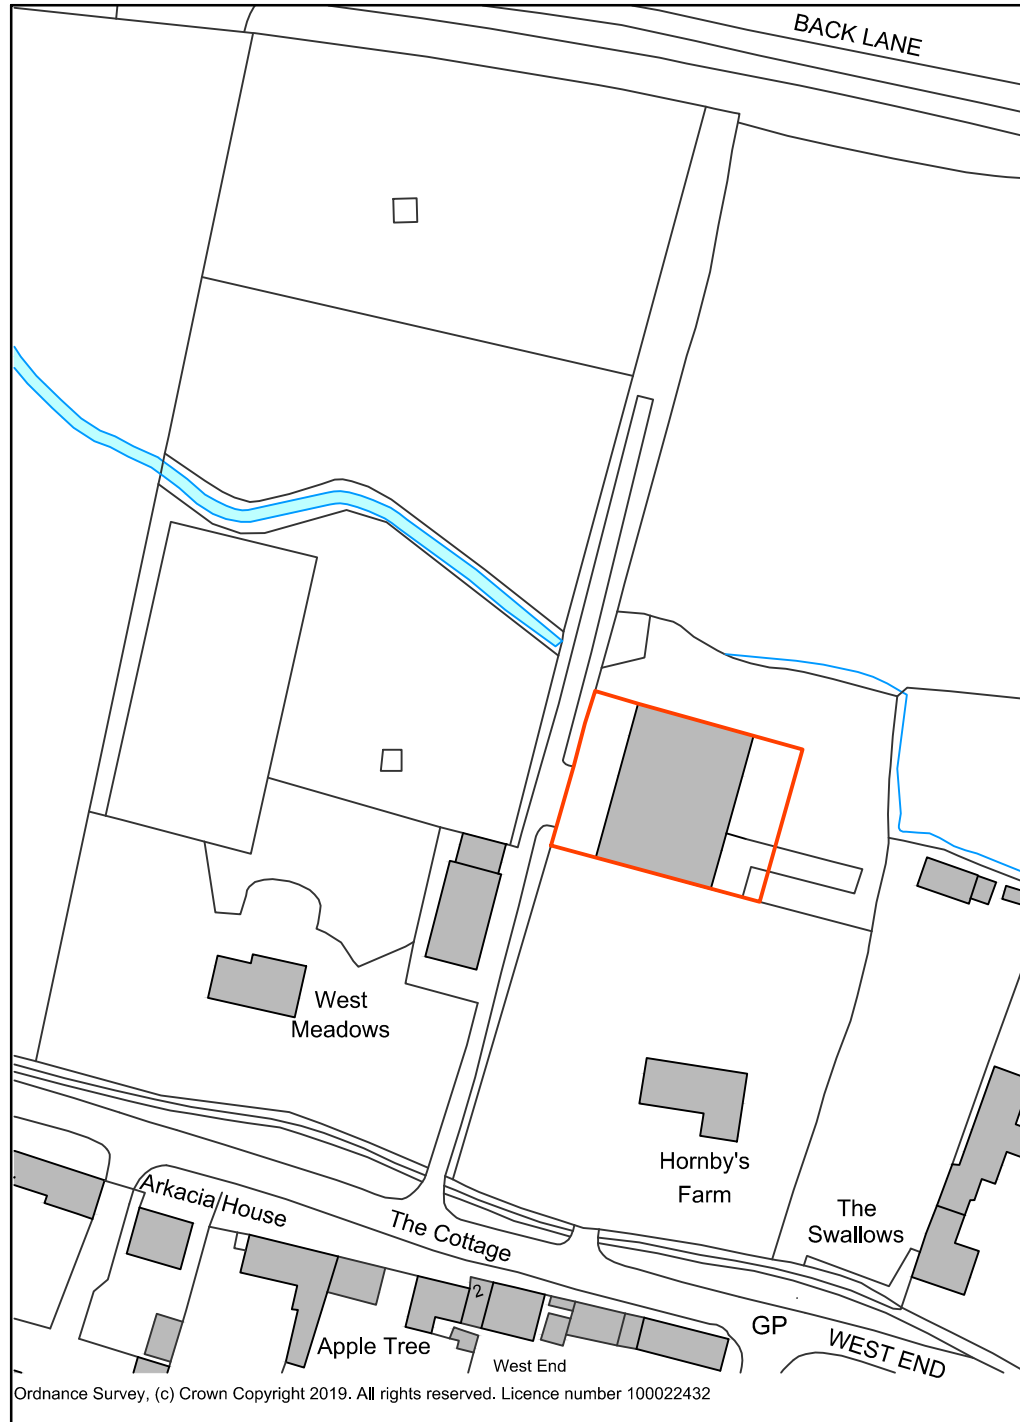 BACK LANE
West
Meadows
Hornby's
Farm
The
Swallows
Arkacia House
The Cottage
2
Apple Tree
West End
GP
WEST END
Ordnance Survey, (c) Crown Copyright 2019. All rights reserved. Licence number 100022432